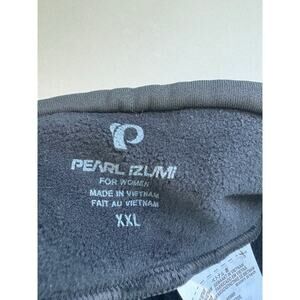 PEARL iZUMi
FOR WOMEN
MADE IN VIETNAM
FAIT AU VIETNAM
XXL